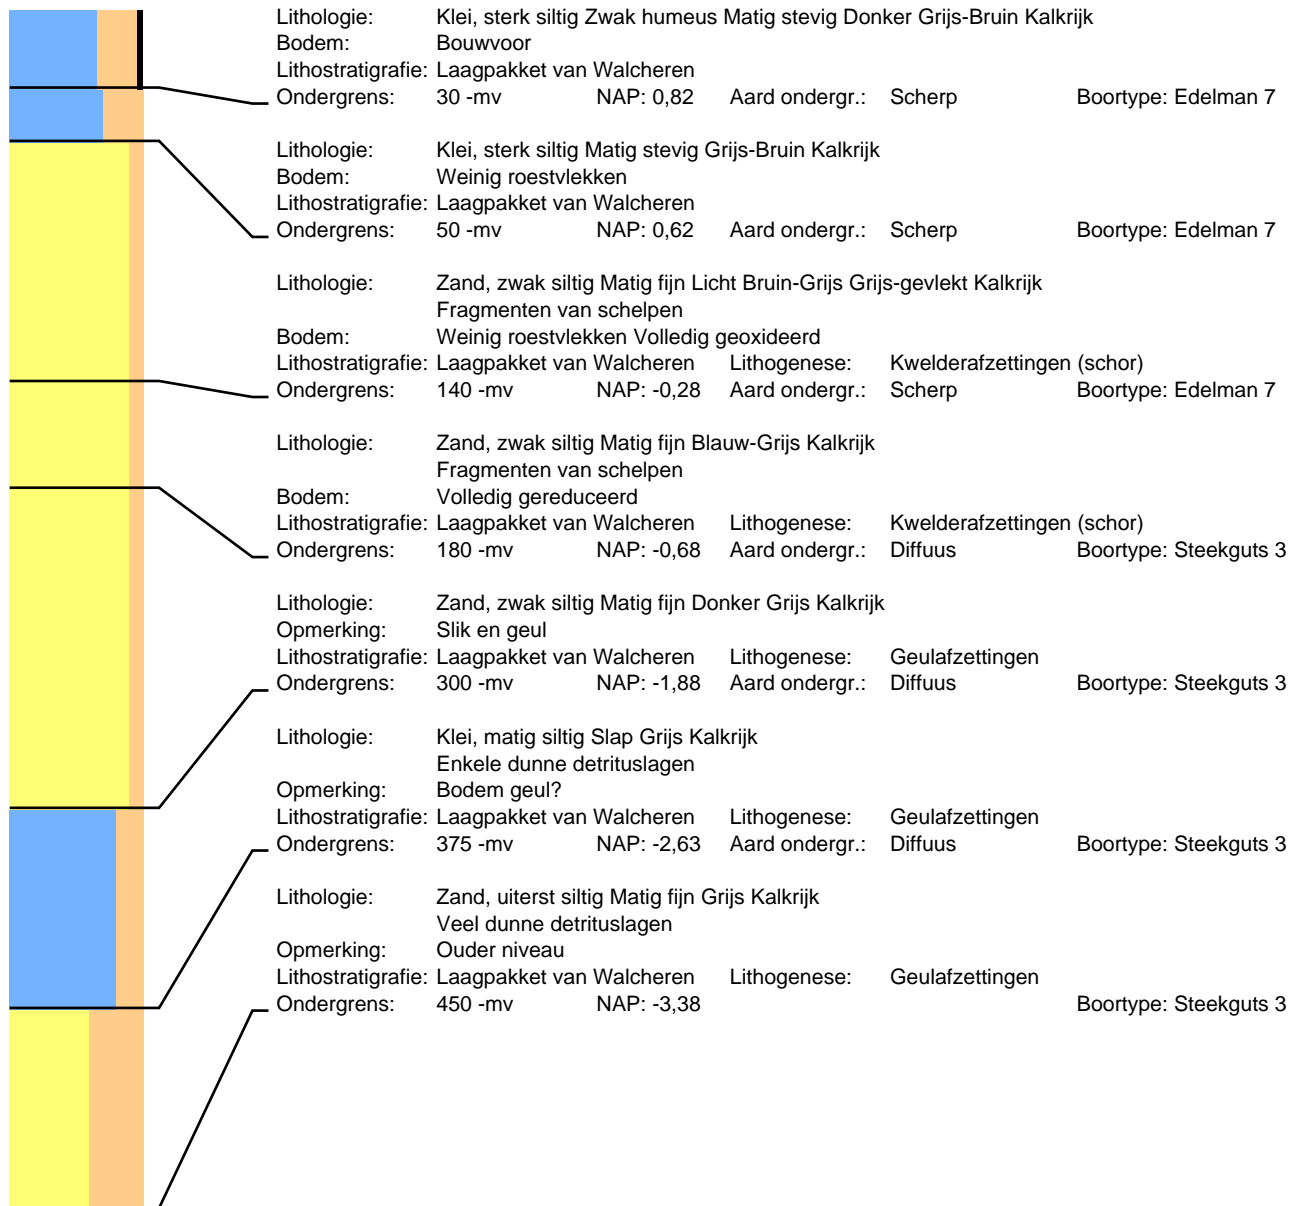 Lithologie: Klei, sterk siltig Zwak humeus Matig stevig Donker Grijs-Bruin Kalkrijk
Bodem: Bouwvoor
Lithostratigrafie: Laagpakket van Walcheren
Ondergrens: 30 -mv NAP: 0,82 Aard ondergr.: Scherp Boortype: Edelman 7
Lithologie: Klei, sterk siltig Matig stevig Grijs-Bruin Kalkrijk
Bodem: Weinig roestvlekken
Lithostratigrafie: Laagpakket van Walcheren
Ondergrens: 50 -mv NAP: 0,62 Aard ondergr.: Scherp Boortype: Edelman 7
Lithologie: Zand, zwak siltig Matig fijn Licht Bruin-Grijs Grijs-gevlekt Kalkrijk
Fragmenten van schelpen
Bodem: Weinig roestvlekken Volledig geoxideerd
Lithostratigrafie: Laagpakket van Walcheren Lithogenese: Kwelderafzettingen (schor)
Ondergrens: 140 -mv NAP: -0,28 Aard ondergr.: Scherp Boortype: Edelman 7
Lithologie: Zand, zwak siltig Matig fijn Blauw-Grijs Kalkrijk
Fragmenten van schelpen
Bodem: Volledig gereduceerd
Lithostratigrafie: Laagpakket van Walcheren Lithogenese: Kwelderafzettingen (schor)
Ondergrens: 180 -mv NAP: -0,68 Aard ondergr.: Diffuus Boortype: Steekguts 3
Lithologie: Zand, zwak siltig Matig fijn Donker Grijs Kalkrijk
Opmerking: Slik en geul
Lithostratigrafie: Laagpakket van Walcheren Lithogenese: Geulafzettingen
Ondergrens: 300 -mv NAP: -1,88 Aard ondergr.: Diffuus Boortype: Steekguts 3
Lithologie: Klei, matig siltig Slap Grijs Kalkrijk
Enkele dunne detrituslagen
Opmerking: Bodem geul?
Lithostratigrafie: Laagpakket van Walcheren Lithogenese: Geulafzettingen
Ondergrens: 375 -mv NAP: -2,63 Aard ondergr.: Diffuus Boortype: Steekguts 3
Lithologie: Zand, uiterst siltig Matig fijn Grijs Kalkrijk
Veel dunne detrituslagen
Opmerking: Ouder niveau
Lithostratigrafie: Laagpakket van Walcheren Lithogenese: Geulafzettingen
Ondergrens: 450 -mv NAP: -3,38 Boortype: Steekguts 3